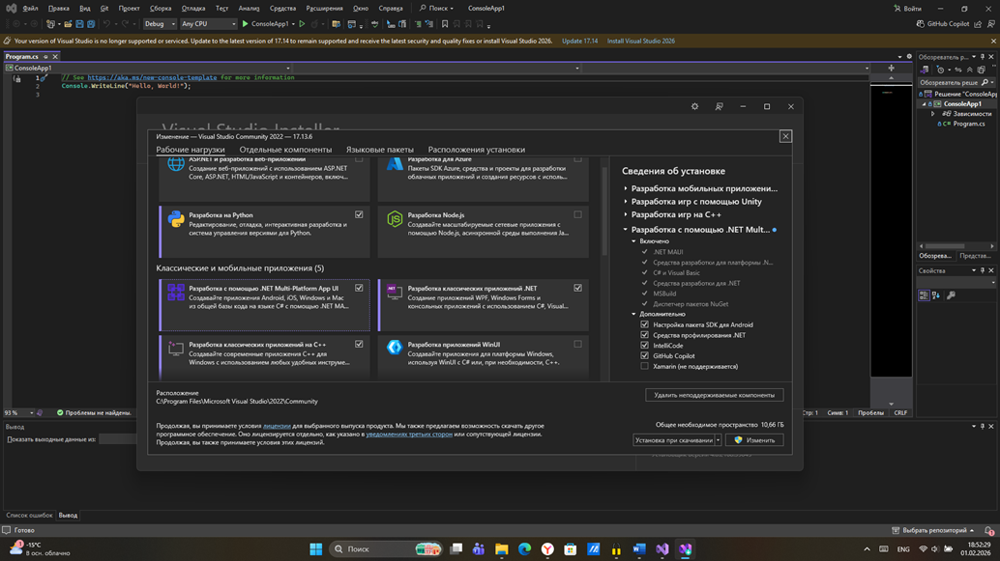 Файл Правка Вид Git Проект Сборка Отладка Тест Анализ Средства Расширения Окно Справка Поиск ConsoleApp1 Войти
Debug Any CPU ConsoleApp1 GitHub Copilot
Your version of Visual Studio is no longer supported or serviced. Update to the latest version of 17.14 to remain supported and receive the latest security and quality fixes or install Visual Studio 2026. Update 17.14 Install Visual Studio 2026
Program.cs
ConsoleApp1
1 // See https://aka.ms/new-console-template for more information
2 Console.WriteLine("Hello, World!");
3
Обозреватель р...
Обозреватель реше
Решение "ConsoleApp
ConsoleApp1
Зависимости
Program.cs
Обозрева... Представ...
Свойства
Visual Studio Installer
Изменение — Visual Studio Community 2022 — 17.13.6
Рабочие нагрузки Отдельные компоненты Языковые пакеты Расположения установки
ASP.NET и разработка веб-приложений
Создание веб-приложений с использованием ASP.NET
Core, ASP.NET, HTML/JavaScript и контейнеров, включ...
Разработка для Azure
Пакеты SDK Azure, средства и проекты для разработки
облачных приложений и создания ресурсов с исполь...
Разработка на Python
Редактирование, отладка, интерактивная разработка и
система управления версиями для Python.
Разработка Node.js
Создавайте масштабируемые сетевые приложения с
помощью Node.js, асинхронной среды выполнения Ja...
Классические и мобильные приложения (5)
Разработка с помощью .NET Multi-Platform App UI
Создавайте приложения Android, iOS, Windows и Mac
из общей базы кода на языке C# с помощью .NET MA...
Разработка классических приложений .NET
Создание приложений WPF, Windows Forms и
консольных приложений с использованием C#, Visual...
Разработка классических приложений на C++
Создавайте современные приложения C++ для
Windows с использованием любых удобных инструме...
Разработка приложений WinUI
Создавайте приложения для платформы Windows,
используя WinUI с C# или, при необходимости, C++.
Сведения об установке
Разработка мобильных приложени...
Разработка игр с помощью Unity
Разработка игр на C++
Разработка с помощью .NET Mult...
Включено
.NET MAUI
Средства разработки для платформы .N...
C# и Visual Basic
Средства разработки для .NET
MSBuild
Диспетчер пакетов NuGet
Дополнительно
Настройка пакета SDK для Android
Средства профилирования .NET
IntelliCode
GitHub Copilot
Xamarin (не поддерживается)
Расположение
C:\Program Files\Microsoft Visual Studio\2022\Community
Удалить неподдерживаемые компоненты
Продолжая, вы принимаете условия лицензии для выбранного выпуска продукта. Мы также предлагаем возможность скачать другое
программное обеспечение. Оно лицензируется отдельно, как указано в уведомлениях третьих сторон или сопутствующей лицензии.
Продолжая, вы также принимаете условия этих лицензий.
Общее необходимое пространство 10,66 ГБ
Установка при скачивании Изменить
93 % Проблемы не найдены. Стр: 1 Симв: 1 Пробелы CRLF
Вывод
Показать выходные данные из:
Список ошибок Вывод
Готово Выбрать репозиторий
-15°C
В осн. облачно
Поиск
ENG
18:52:29
01.02.2026